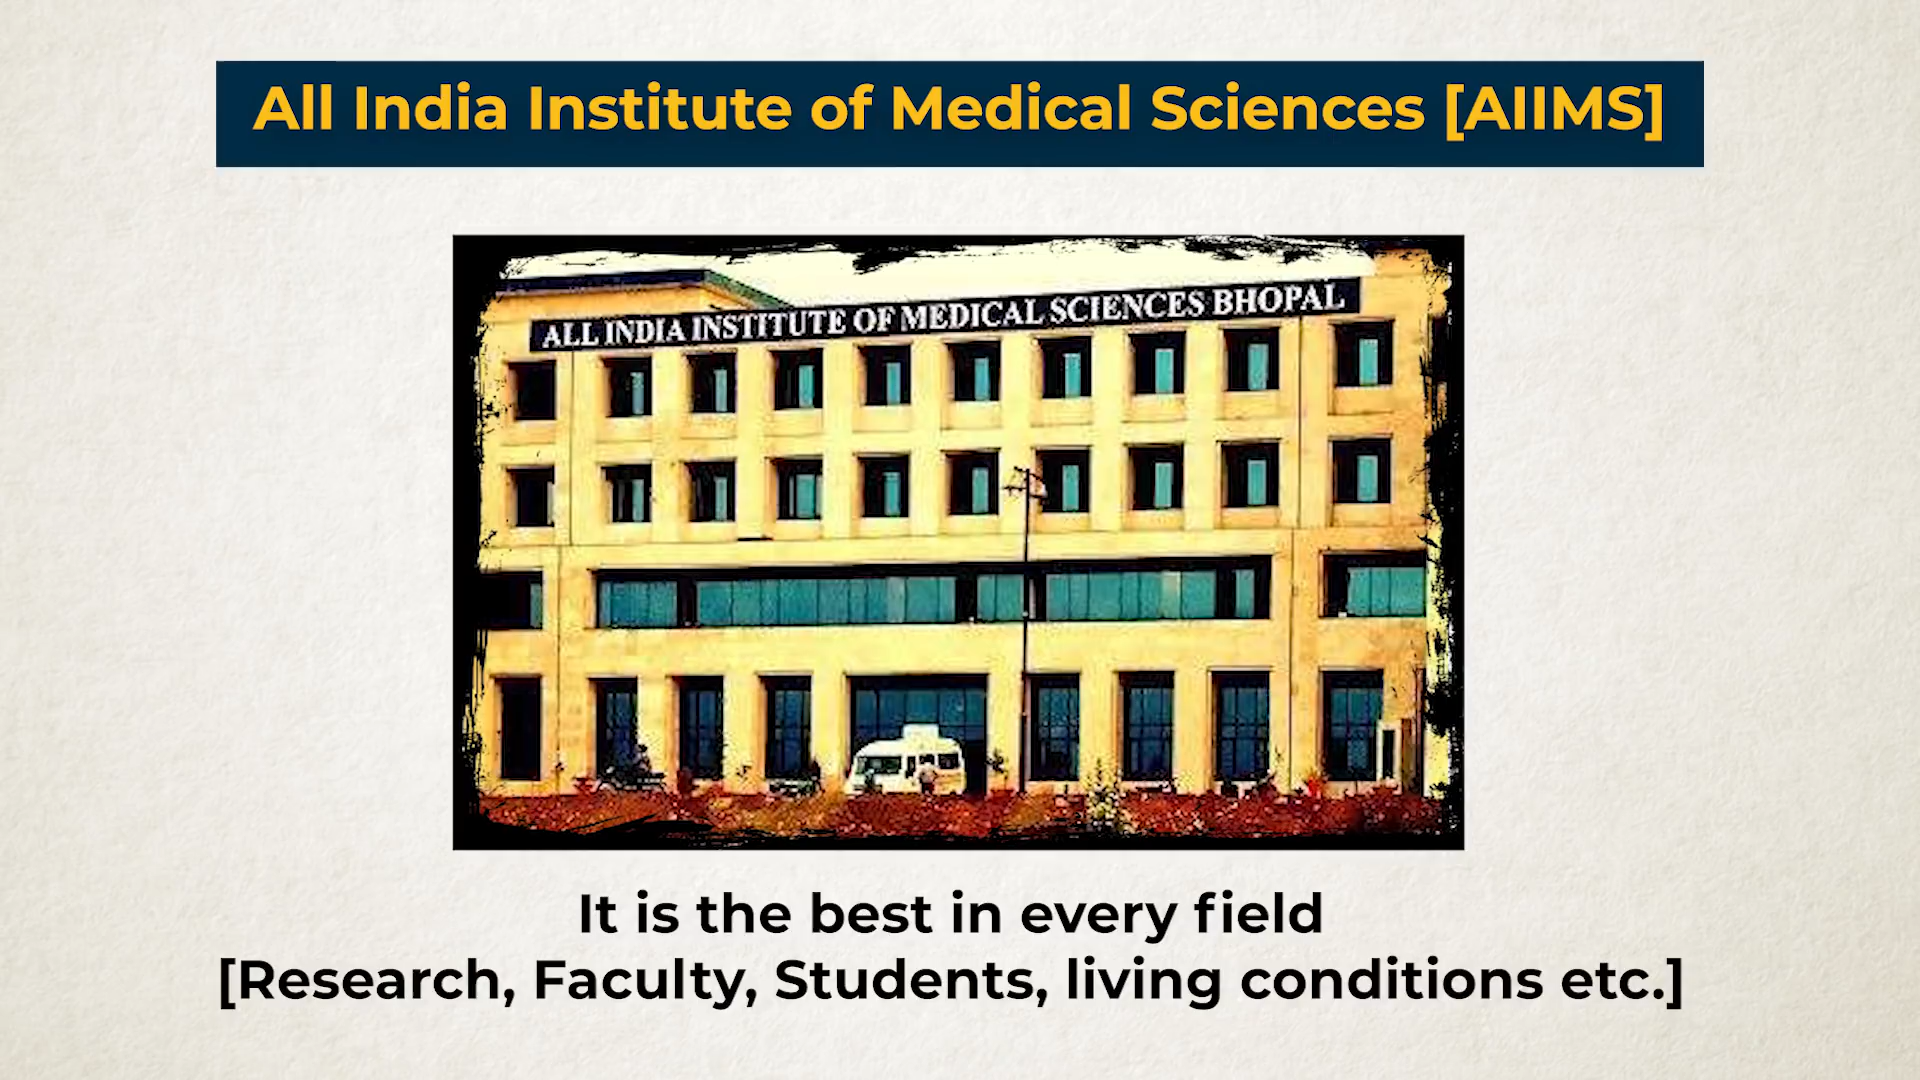 All India Institute of Medical Sciences [AIIMS]
ALL INDIA INSTITUTE OF MEDICAL SCIENCES BHOPAL
It is the best in every field
[Research, Faculty, Students, living conditions etc.]